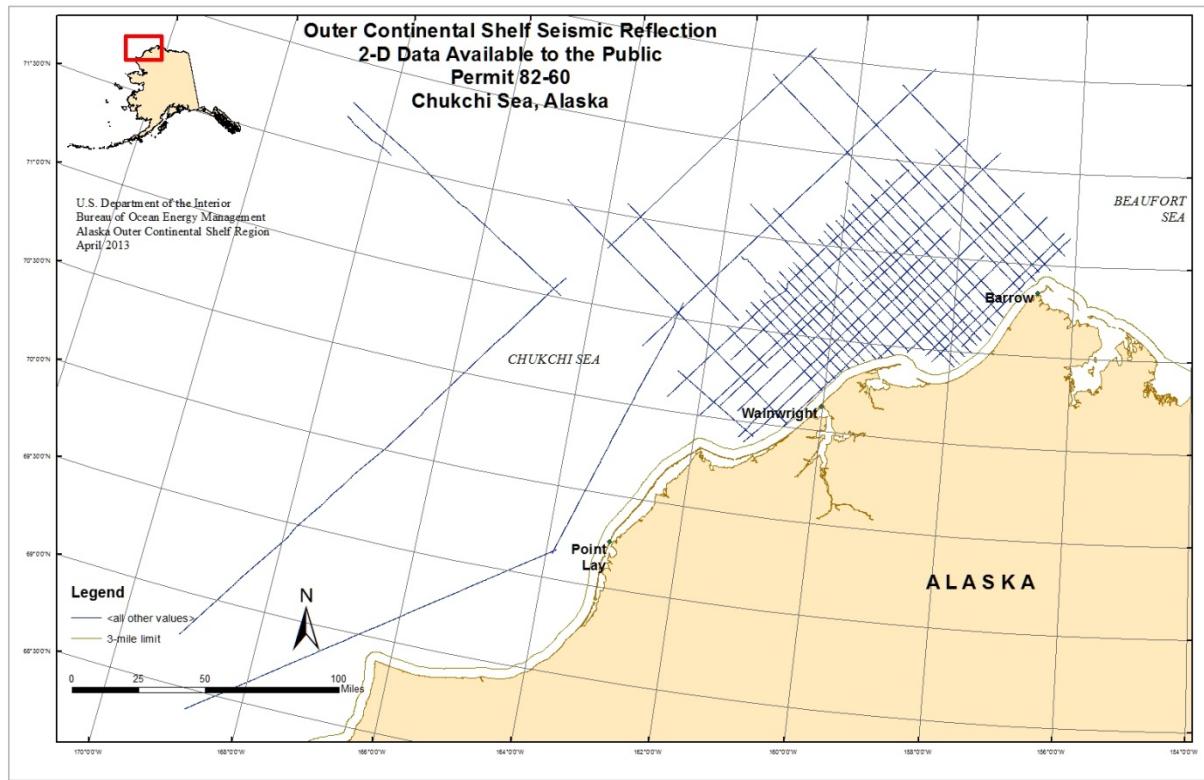 Outer Continental Shelf Seismic Reflection
2-D Data Available to the Public
Permit 82-60
Chukchi Sea, Alaska
U.S. Department of the Interior
Bureau of Ocean Energy Management
Alaska Outer Continental Shelf Region
April 2013
BEAUFORT
SEA
Barrow
CHUKCHI SEA
Wainwright
Point
Lay
ALASKA
Legend
<all other values>
3-mile limit
N
0 25 50 100
Miles
71°30'0"N
71°0'0"N
70°30'0"N
70°0'0"N
69°30'0"N
69°0'0"N
68°30'0"N
170°0'0"W
168°0'0"W
166°0'0"W
164°0'0"W
162°0'0"W
160°0'0"W
158°0'0"W
156°0'0"W
154°0'0"W